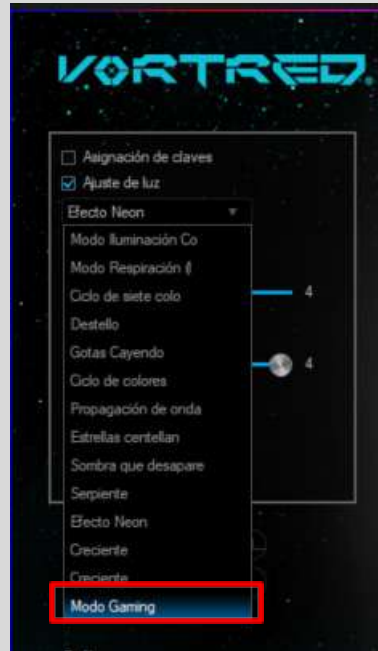 VORTRED
Asignación de claves
Ajuste de luz
Efecto Neon
Modo Iluminación Co
Modo Respiración (
Ciclo de siete colo
4
Destello
Gotas Cayendo
4
Ciclo de colores
Propagación de onda
Estrellas centellan
Sombra que desapare
Serpiente
Efecto Neon
Creciente
Creciente
Modo Gaming